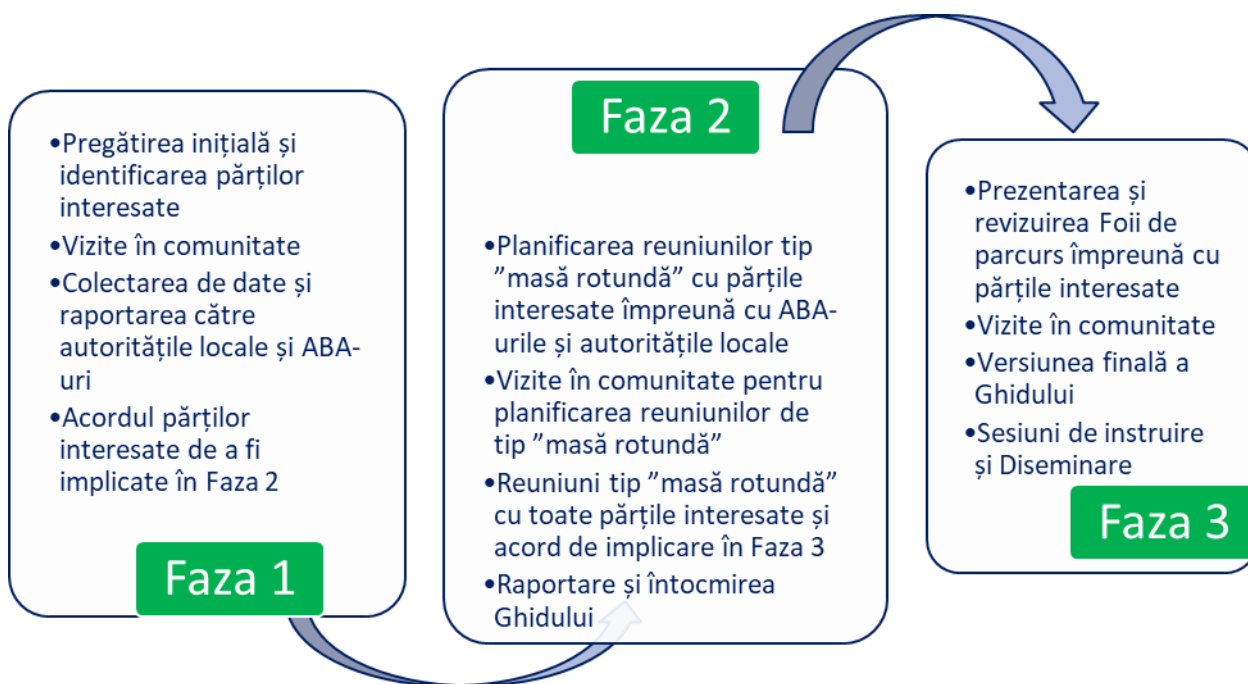 •Pregătirea inițială și
identificarea părților
interesate
•Vizite în comunitate
•Colectarea de date și
raportarea către
autoritățile locale și ABA-
uri
•Acordul părților
interesate de a fi
implicate în Faza 2
Faza 1
Faza 2
•Planificarea reuniunilor tip
”masă rotundă” cu părțile
interesate împreună cu ABA-
urile și autoritățile locale
•Vizite în comunitate pentru
planificarea reuniunilor de
tip ”masă rotundă”
•Reuniuni tip ”masă rotundă”
cu toate părțile interesate și
acord de implicare în Faza 3
•Raportare și întocmirea
Ghidului
•Prezentarea și
revizuirea Foii de
parcurs împreună cu
părțile interesate
•Vizite în comunitate
•Versiunea finală a
Ghidului
•Sesiuni de instruire
și Diseminare
Faza 3